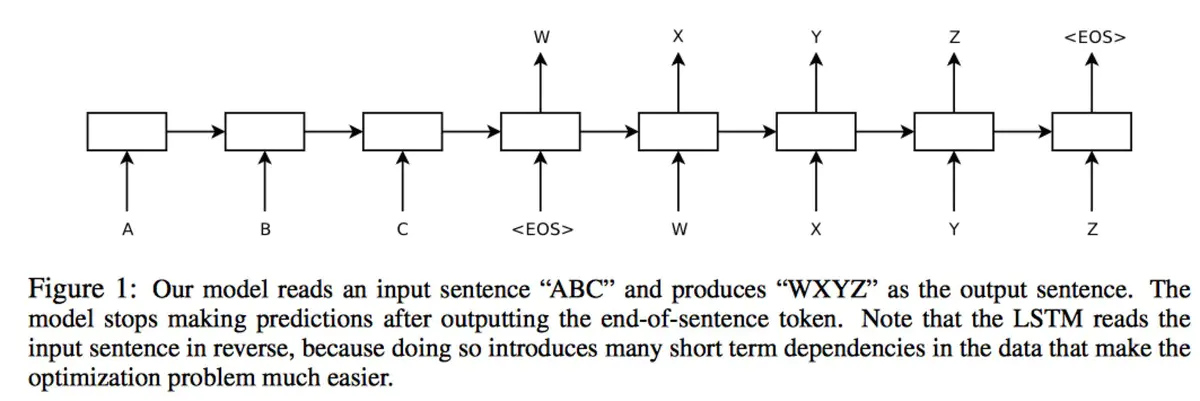 W X Y Z <EOS>
A B C <EOS> W X Y Z
Figure 1: Our model reads an input sentence “ABC” and produces “WXYZ” as the output sentence. The
model stops making predictions after outputting the end-of-sentence token. Note that the LSTM reads the
input sentence in reverse, because doing so introduces many short term dependencies in the data that make the
optimization problem much easier.